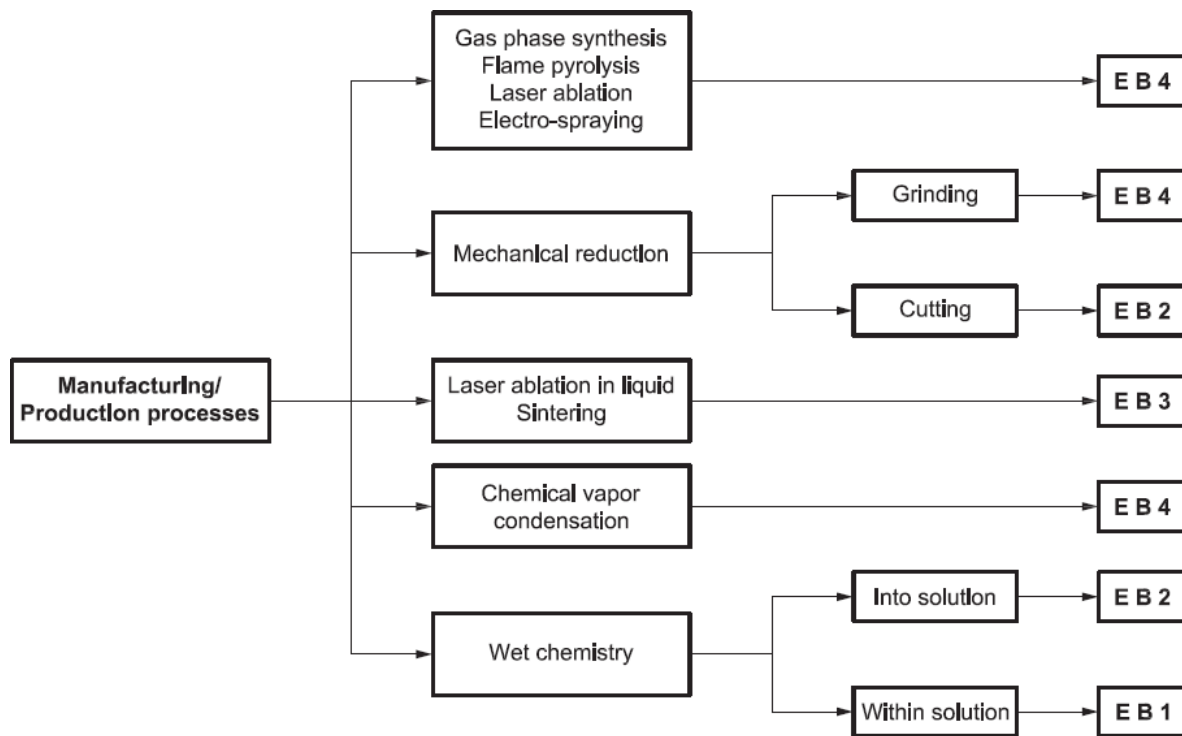 Gas phase synthesis
Flame pyrolysis
Laser ablation
Electro-spraying
E B 4
Mechanical reduction
Grinding
E B 4
Cutting
E B 2
Manufacturing/
Production processes
Laser ablation in liquid
Sintering
E B 3
Chemical vapor
condensation
E B 4
Wet chemistry
Into solution
E B 2
Within solution
E B 1